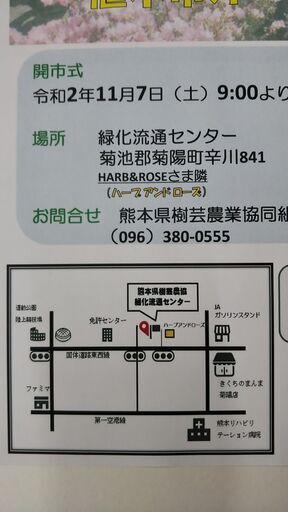 開市式
令和2年11月7日（土）9:00より
場所 緑化流通センター
菊池郡菊陽町辛川841
HARB&ROSEさま隣
（ハーブアンドローズ）
お問合せ 熊本県樹芸農業協同組
（096）380-0555
熊本県樹芸農協
緑化流通センター
運動公園
陸上競技場
免許センター
ハーブアンドローズ
JA
ガソリンスタンド
国体道路東西線
ファミマ
きくちのまんま
菊陽店
第一空港線
熊本リハビリ
テーション病院